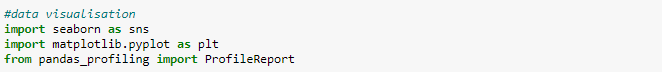 #data visualisation
import seaborn as sns
import matplotlib.pyplot as plt
from pandas_profiling import ProfileReport